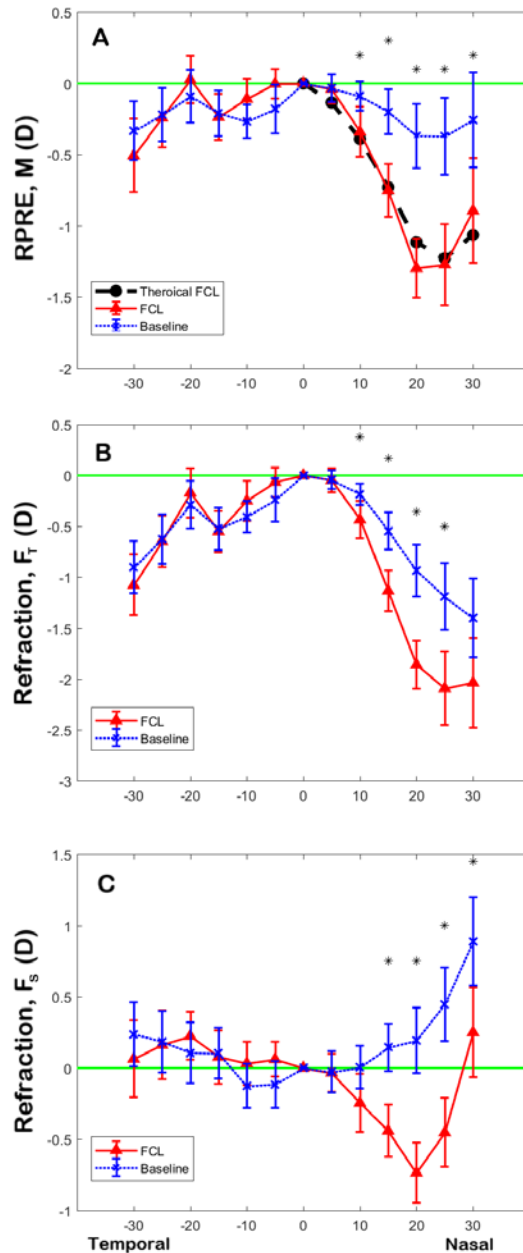 A
RPRE, M (D)
0.5
0
-0.5
-1
-1.5
-2
* * * * *
Theroical FCL
FCL
Baseline
-30 -20 -10 0 10 20 30
B
Refraction, F_T (D)
0.5
0
-0.5
-1
-1.5
-2
-2.5
-3
* * * *
FCL
Baseline
-30 -20 -10 0 10 20 30
C
Refraction, F_S (D)
1.5
1
0.5
0
-0.5
-1
* * * *
FCL
Baseline
-30 -20 -10 0 10 20 30
Temporal Nasal